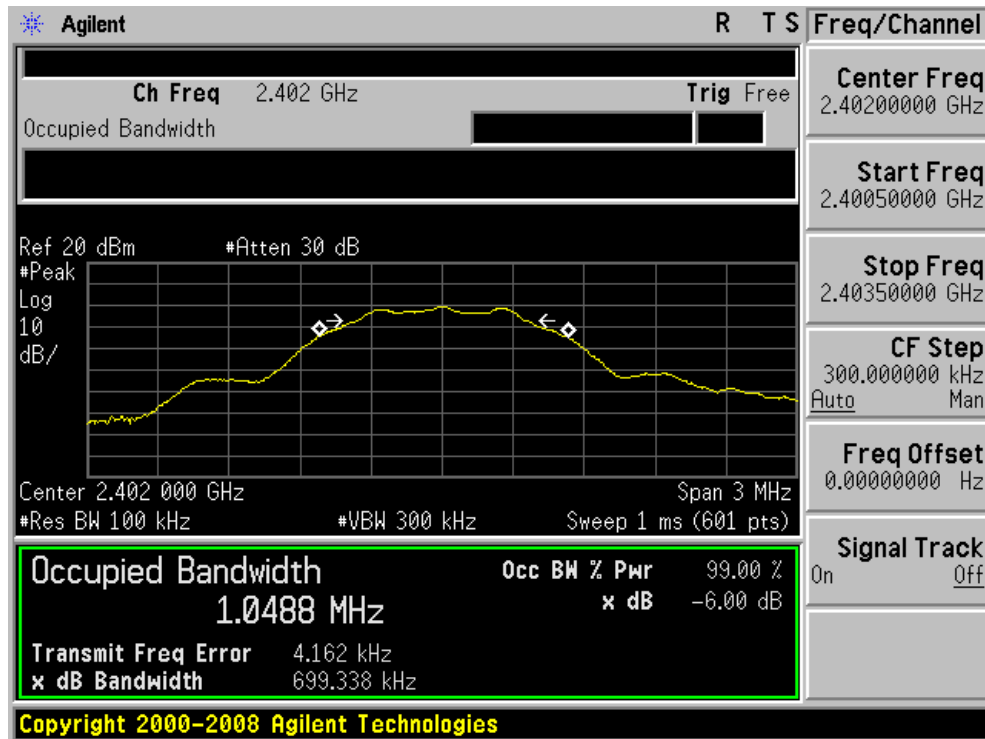 Agilent R T S Freq/Channel
Ch Freq 2.402 GHz Trig Free
Occupied Bandwidth
Center Freq
2.40200000 GHz
Start Freq
2.40050000 GHz
Stop Freq
2.40350000 GHz
CF Step
300.000000 kHz
Auto Man
Freq Offset
0.00000000 Hz
Signal Track
On Off
Ref 20 dBm #Atten 30 dB
#Peak
Log
10
dB/
Center 2.402 000 GHz Span 3 MHz
#Res BW 100 kHz #VBW 300 kHz Sweep 1 ms (601 pts)
Occupied Bandwidth Occ BW % Pwr 99.00 %
1.0488 MHz x dB -6.00 dB
Transmit Freq Error 4.162 kHz
x dB Bandwidth 699.338 kHz
Copyright 2000-2008 Agilent Technologies